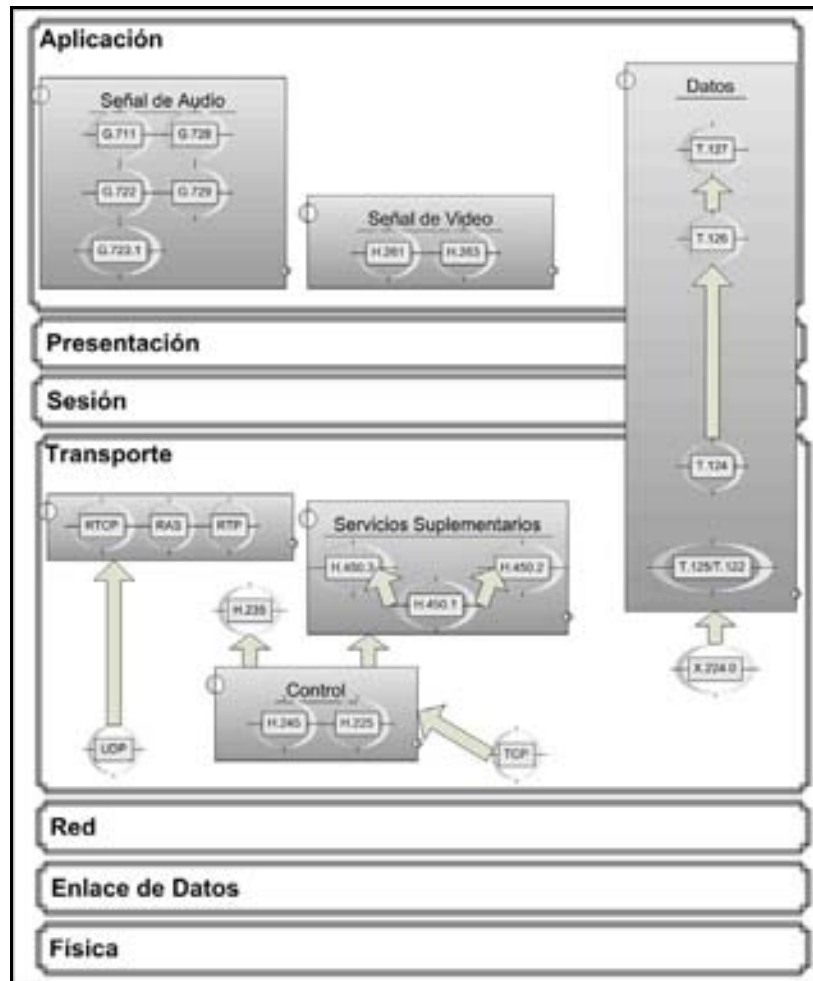 Aplicación
Señal de Audio
G.711
G.728
G.722
G.729
G.723.1
Señal de Video
H.261
H.263
Datos
T.127
T.126
T.124
T.125/T.122
X.224.0
Presentación
Sesión
Transporte
RTCP
RAS
RTP
Servicios Suplementarios
H.450.3
H.450.2
H.450.1
H.235
Control
H.245
H.225
UDP
TCP
Red
Enlace de Datos
Física